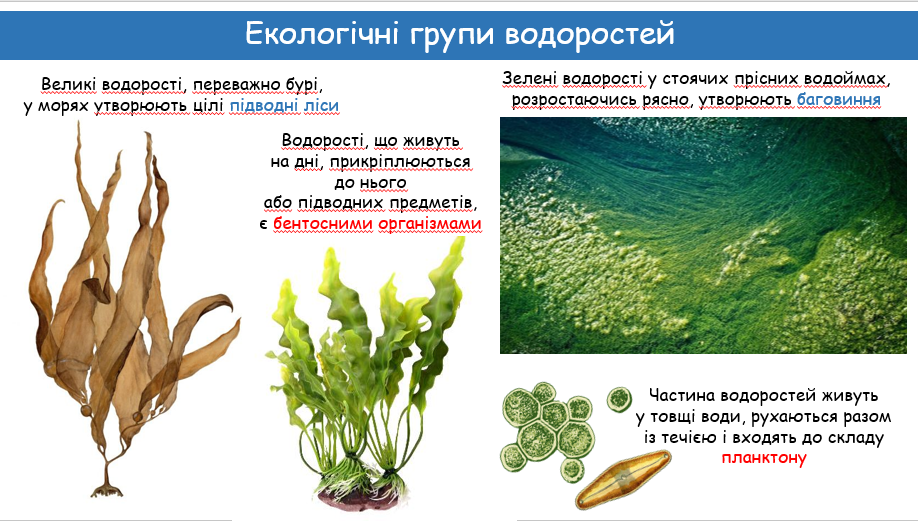 Екологічні групи водоростей
Великі водорості, переважно бурі,
у морях утворюють цілі підводні ліси
Водорості, що живуть
на дні, прикріплюються
до нього
або підводних предметів,
є бентосними організмами
Зелені водорості у стоячих прісних водоймах,
розростаючись рясно, утворюють баговиння
Частина водоростей живуть
у товщі води, рухаються разом
із течією і входять до складу
планктону